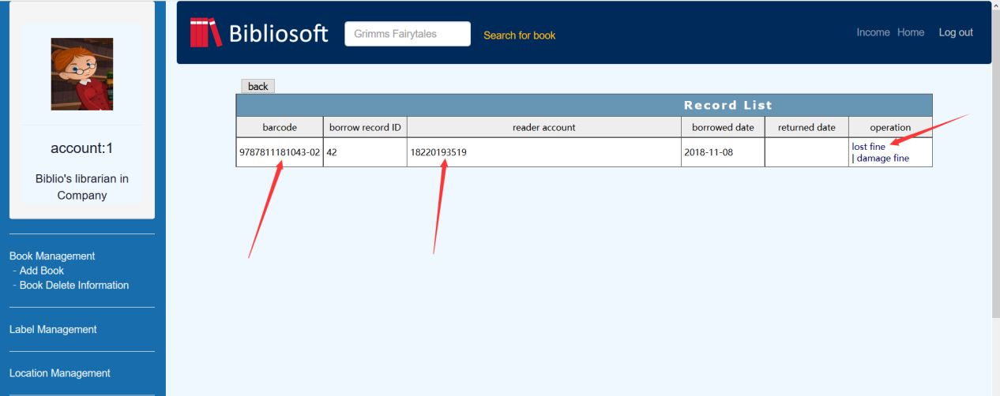 account:1
Biblio's librarian in
Company
Book Management
- Add Book
- Book Delete Information
Label Management
Location Management
Bibliosoft
Grimms Fairytales
Search for book
Income Home Log out
back
Record List
barcode borrow record ID reader account borrowed date returned date operation
9787811181043-02 42 18220193519 2018-11-08 lost fine
| damage fine